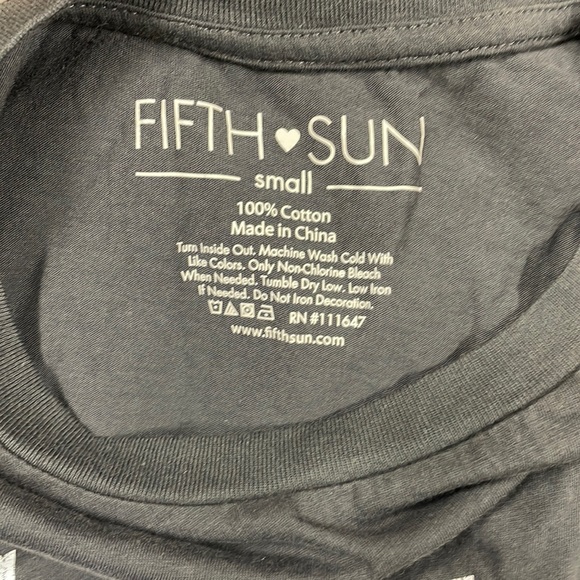 FIFTH♥SUN
small
100% Cotton
Made in China
Turn Inside Out. Machine Wash Cold With
Like Colors. Only Non-Chlorine Bleach
When Needed. Tumble Dry Low. Low Iron
If Needed. Do Not Iron Decoration.
RN #111647
www.fifthsun.com